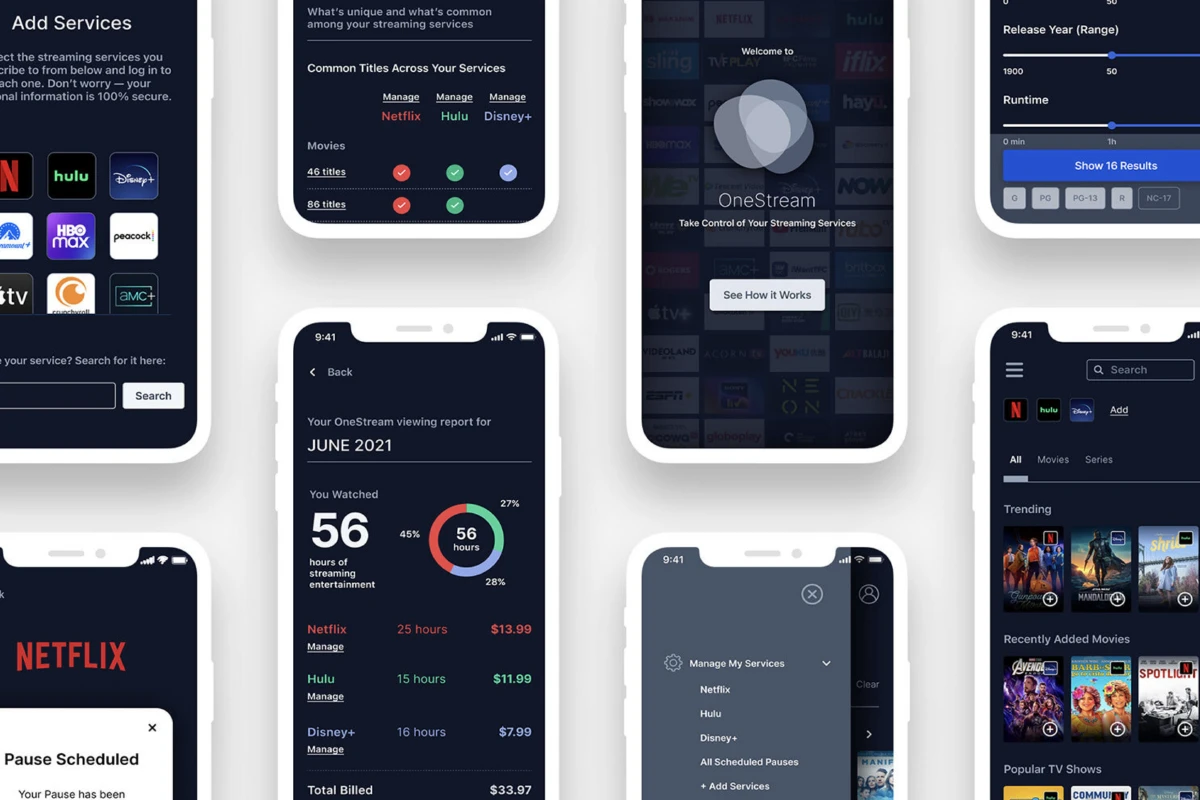 Add Services
ect the streaming services you
cribe to from below and log in to
ach one. Don't worry — your
onal information is 100% secure.
N
hulu
Disney+
Paramount+
HBO
max
peacock
tv
crunchyroll
aMC+
e your service? Search for it here:
Search
NETFLIX
Pause Scheduled
Your Pause has been
What's unique and what's common
among your streaming services
Common Titles Across Your Services
Manage
Manage
Manage
Netflix
Hulu
Disney+
Movies
46 titles
86 titles
9:41
Back
Your OneStream viewing report for
JUNE 2021
You Watched
56
hours of
streaming
entertainment
27%
45%
56
hours
28%
Netflix
25 hours
$13.99
Manage
Hulu
15 hours
$11.99
Manage
Disney+
16 hours
$7.99
Manage
Total Billed
$33.97
NETFLIX
hulu
Welcome to
sling
TVFPLAY
iflix
showmax
hayu.
HBOMAX
NOW
OneStream
Take Control of Your Streaming Services
AMC+
britbox
See How it Works
tv+
VIDEOLAND
ACORN
ALTBALAJI
ESPN+
NEON
CRACKLE
globoplay
9:41
Manage My Services
Netflix
Hulu
Disney+
All Scheduled Pauses
+ Add Services
Clear
MANIF
0
50
Release Year (Range)
1900
50
Runtime
0 min
1h
Show 16 Results
G
PG
PG-13
R
NC-17
9:41
Search
N
hulu
Disney+
Add
All
Movies
Series
Trending
MANDALORIAN
shrill
Recently Added Movies
AVENGE
SPOTLIGHT
Popular TV Shows
COMMUNITY